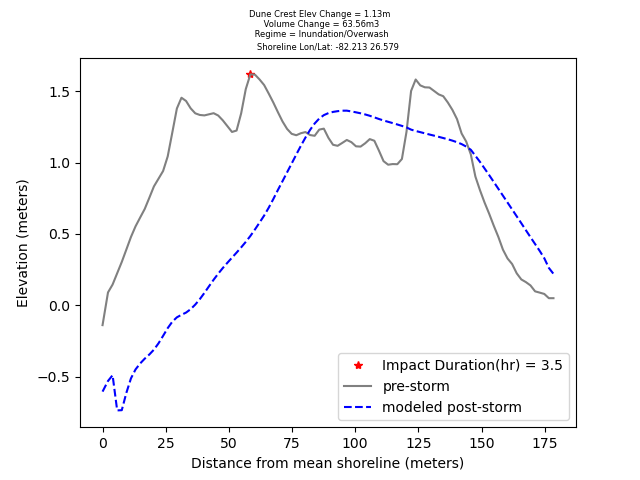 Dune Crest Elev Change = 1.13m
Volume Change = 63.56m3
Regime = Inundation/Overwash
Shoreline Lon/Lat: -82.213 26.579
1.5
1.0
0.5
0.0
−0.5
Elevation (meters)
Impact Duration(hr) = 3.5
pre-storm
modeled post-storm
0 25 50 75 100 125 150 175
Distance from mean shoreline (meters)